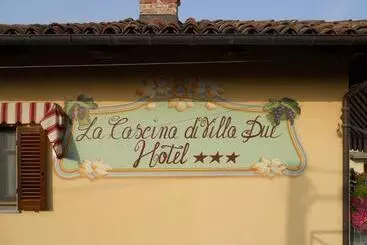 La Cascina di Villa Due
Hotel ★★★